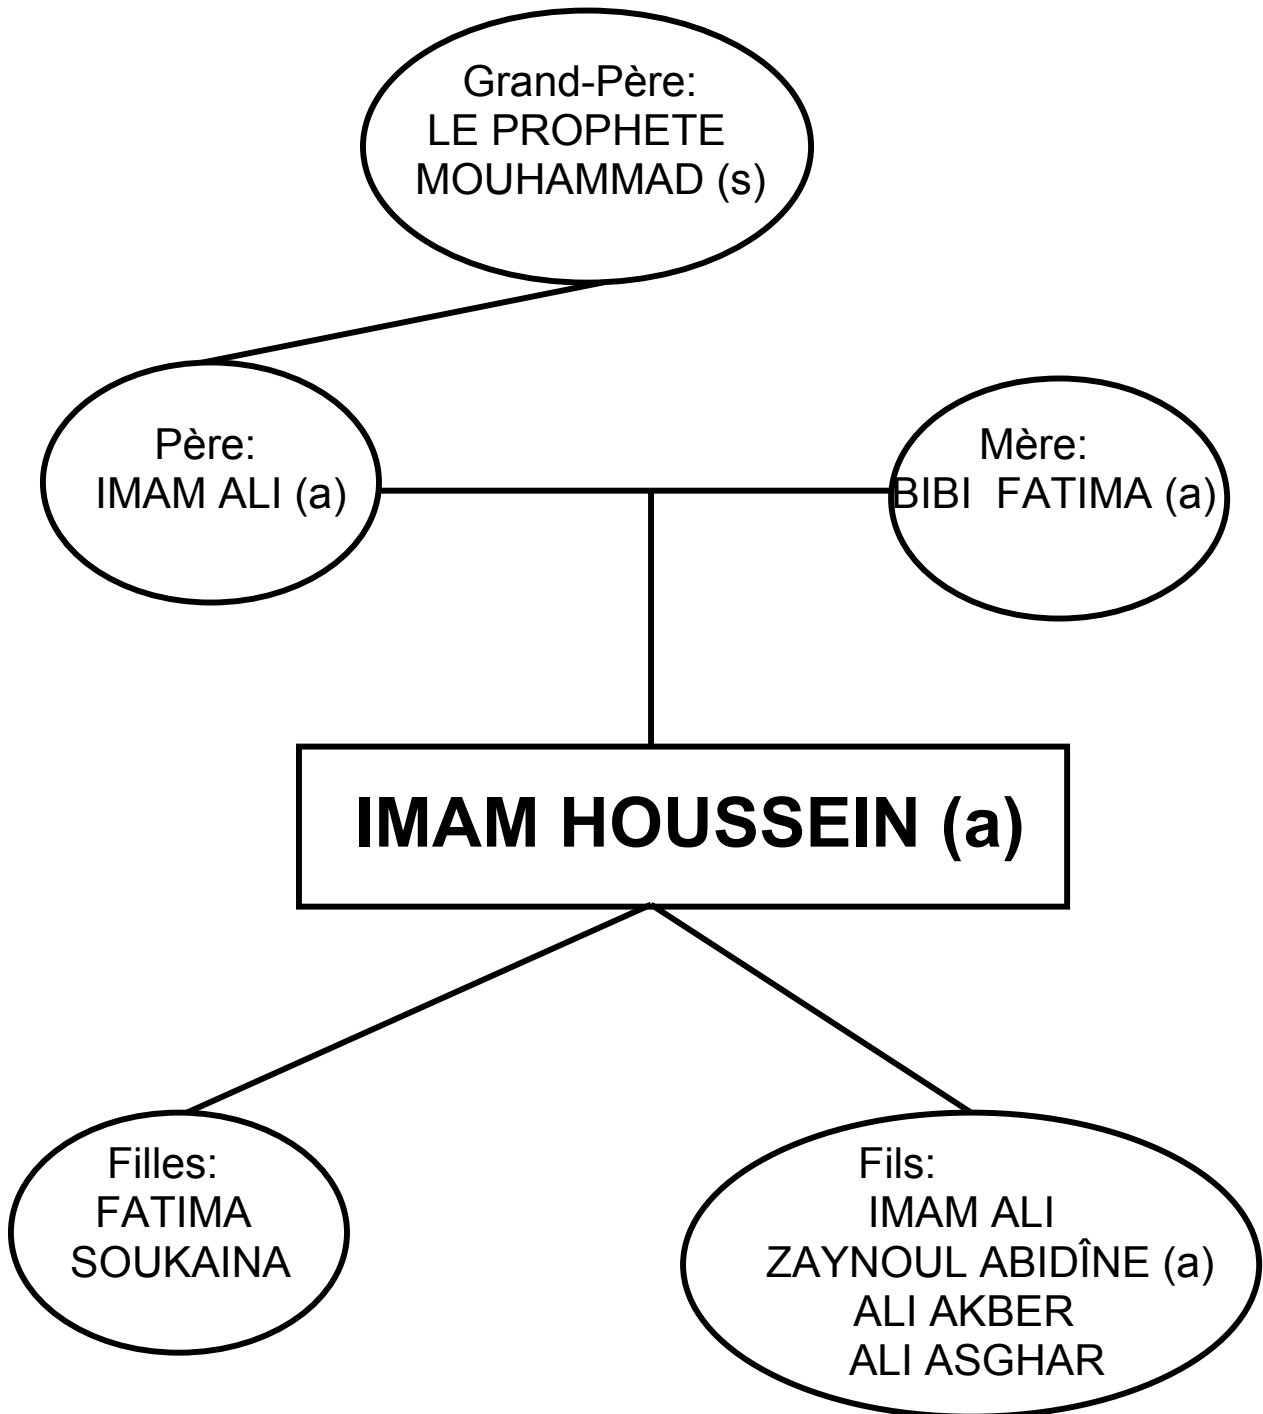 Grand-Père:
LE PROPHETE
MOUHAMMAD (s)
Père:
IMAM ALI (a)
Mère:
BIBI FATIMA (a)
IMAM HOUSSEIN (a)
Filles:
FATIMA
SOUKAINA
Fils:
IMAM ALI
ZAYNOUL ABIDÎNE (a)
ALI AKBER
ALI ASGHAR